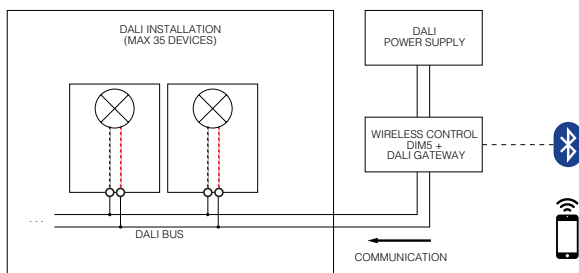 DALI INSTALLATION
(MAX 35 DEVICES)
DALI
POWER SUPPLY
WIRELESS CONTROL
DIM5 +
DALI GATEWAY
. . .
DALI BUS
COMMUNICATION